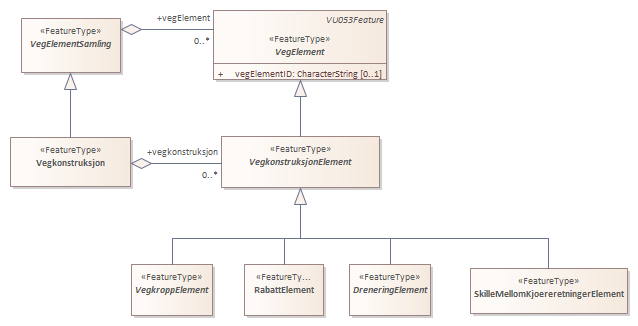 VU053Feature
«FeatureType»
VegElementSamling
+vegElement
0..*
«FeatureType»
VegElement
+ vegElementID: CharacterString [0..1]
«FeatureType»
Vegkonstruksjon
+vegkonstruksjon
0..*
«FeatureType»
VegkonstruksjonElement
«FeatureType»
VegkroppElement
«FeatureTy...
RabattElement
«FeatureType»
DreneringElement
«FeatureType»
SkilleMellomKjoereretningerElement